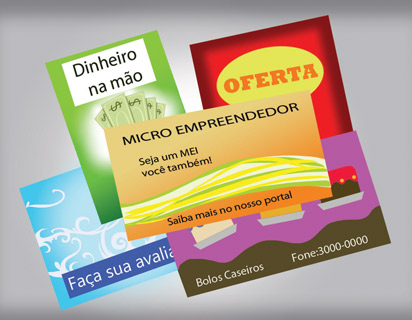 Dinheiro
na mão
OFERTA
MICRO EMPREENDEDOR
Seja um MEI
você também!
Saiba mais no nosso portal
Faça sua avalia
Bolos Caseiros
Fone:3000-0000